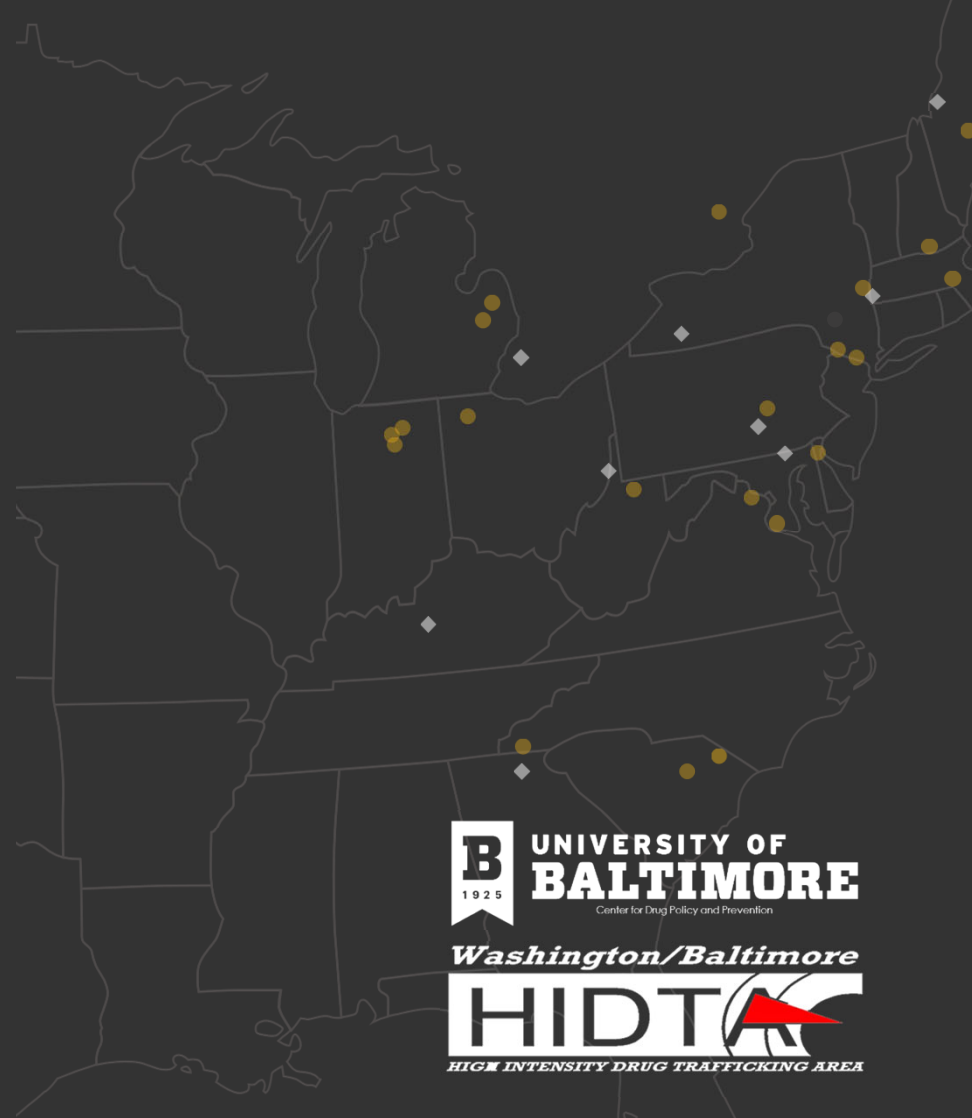 B
1925
UNIVERSITY OF
BALTIMORE
Center for Drug Policy and Prevention
Washington/Baltimore
HIDTA
HIGH INTENSITY DRUG TRAFFICKING AREA